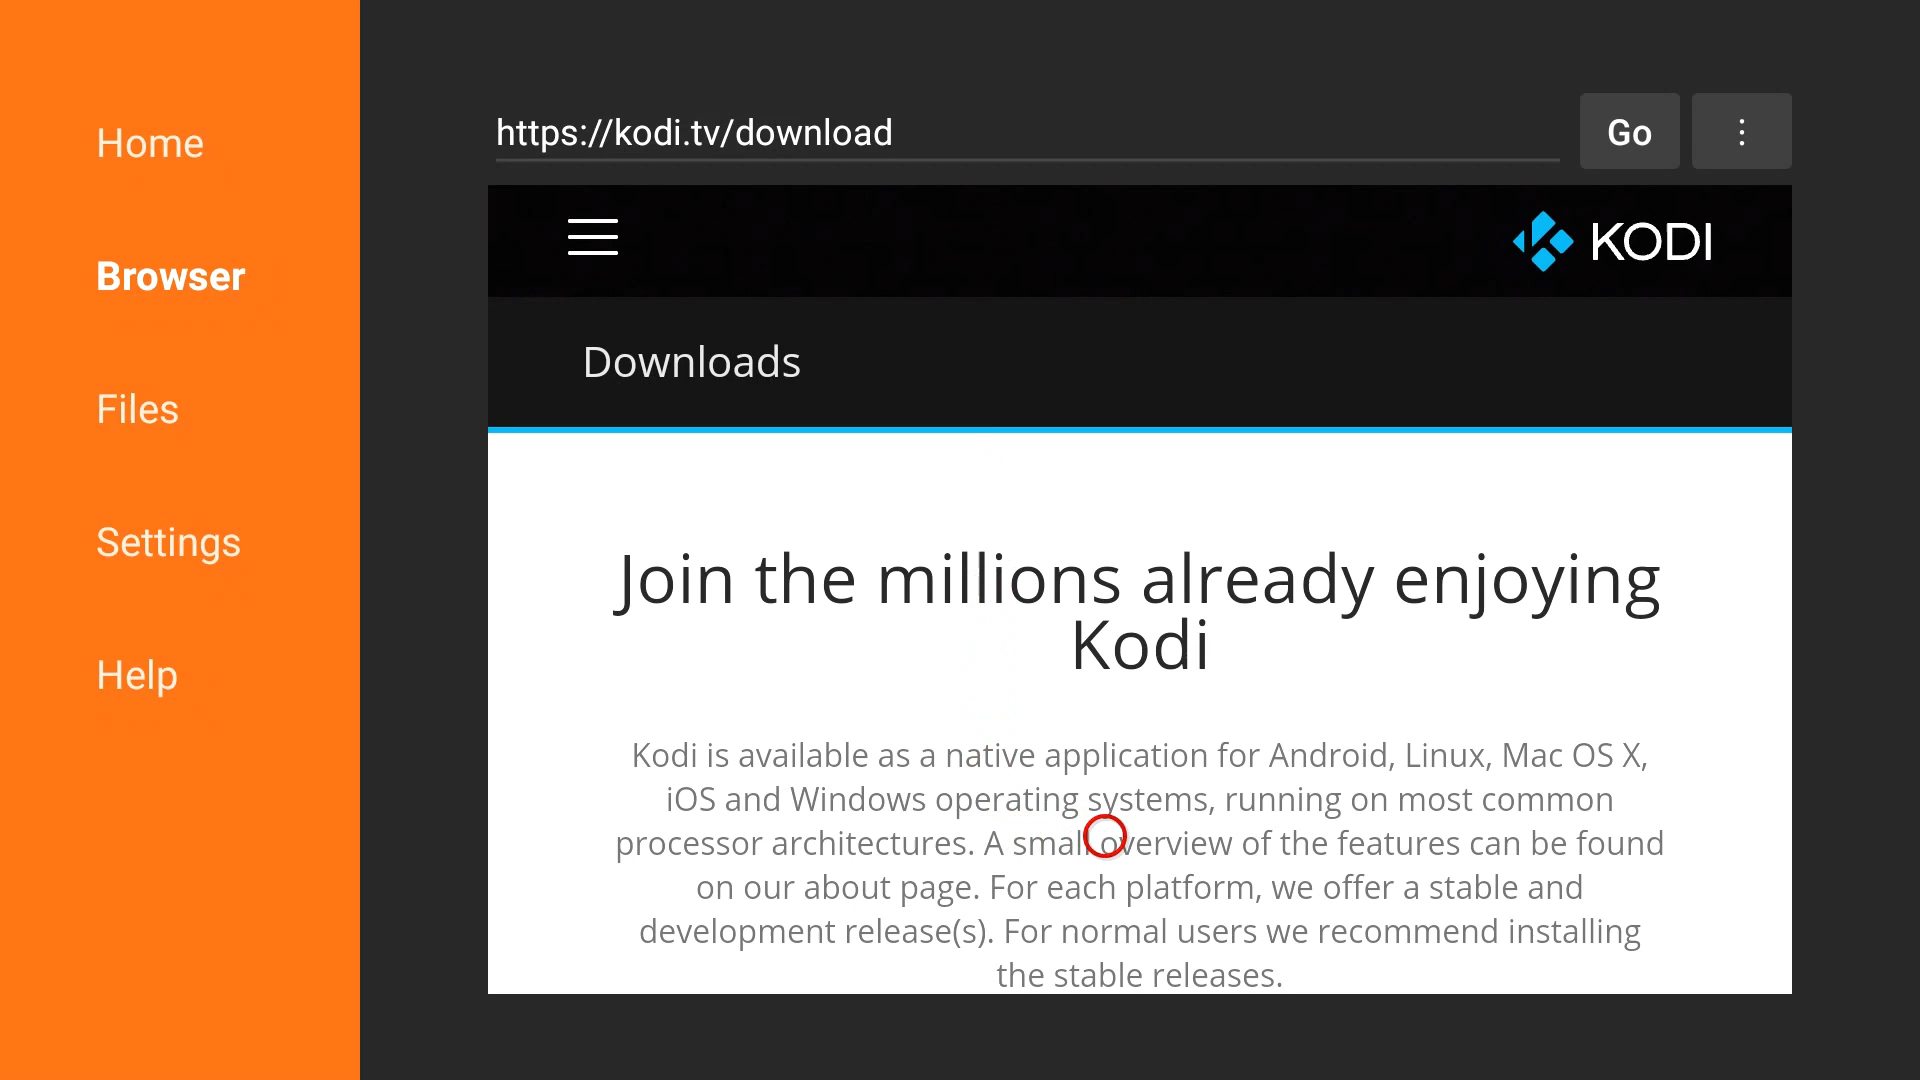 Home
Browser
Files
Settings
Help
https://kodi.tv/download
Go
KODI
Downloads
Join the millions already enjoying
Kodi
Kodi is available as a native application for Android, Linux, Mac OS X,
iOS and Windows operating systems, running on most common
processor architectures. A small overview of the features can be found
on our about page. For each platform, we offer a stable and
development release(s). For normal users we recommend installing
the stable releases.